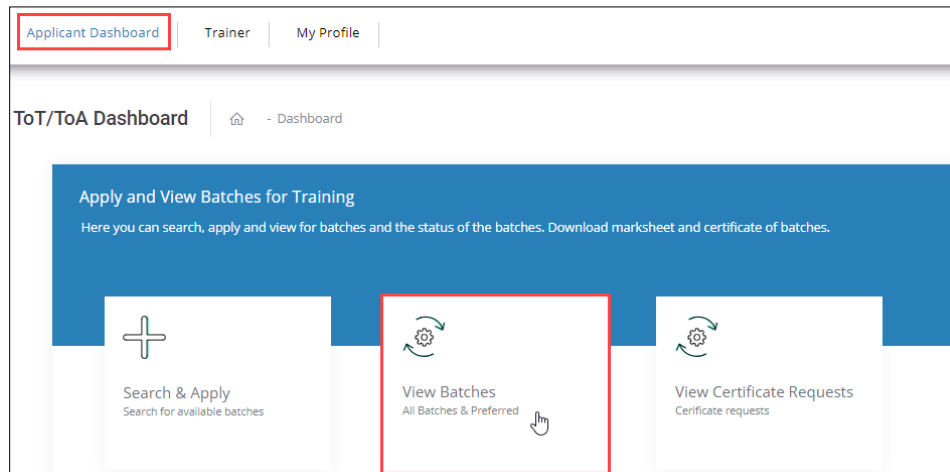 Applicant Dashboard Trainer My Profile
ToT/ToA Dashboard - Dashboard
Apply and View Batches for Training
Here you can search, apply and view for batches and the status of the batches. Download marksheet and certificate of batches.
Search & Apply
Search for available batches
View Batches
All Batches & Preferred
View Certificate Requests
Cerificate requests